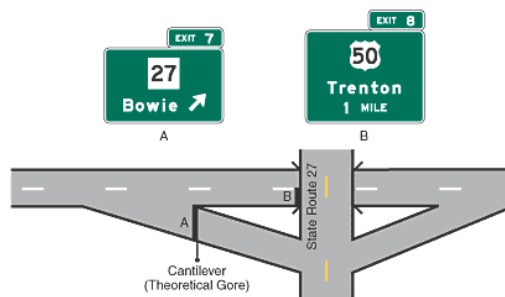 EXIT 7
27
Bowie
A
EXIT 8
50
Trenton
1 MILE
B
State Route 27
B
A
Cantilever
(Theoretical Gore)